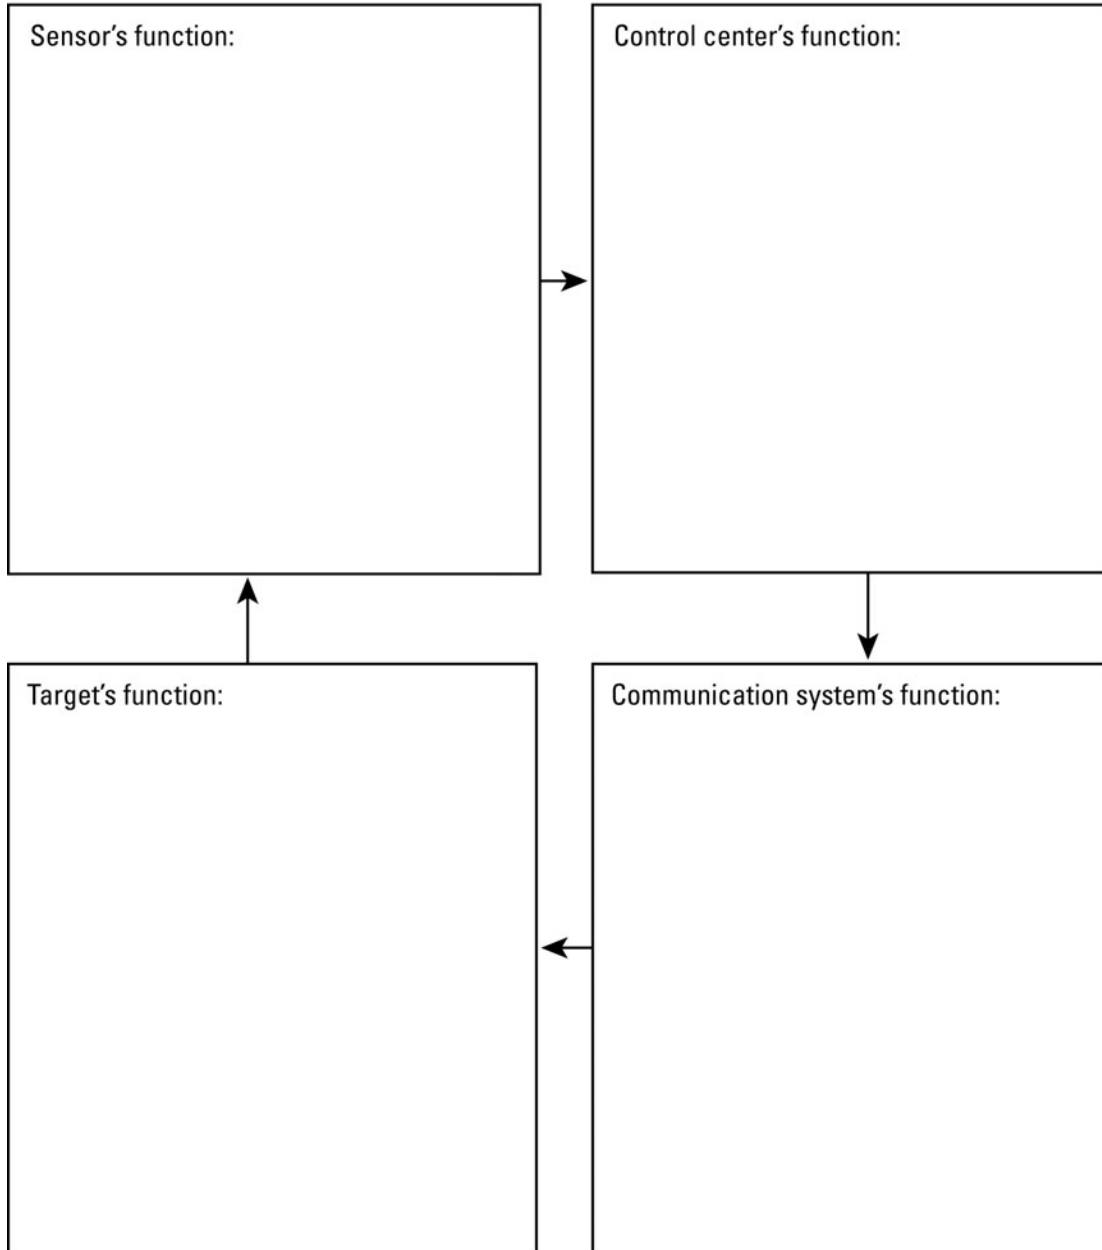 Sensor's function:
Control center's function:
Target's function:
Communication system's function: